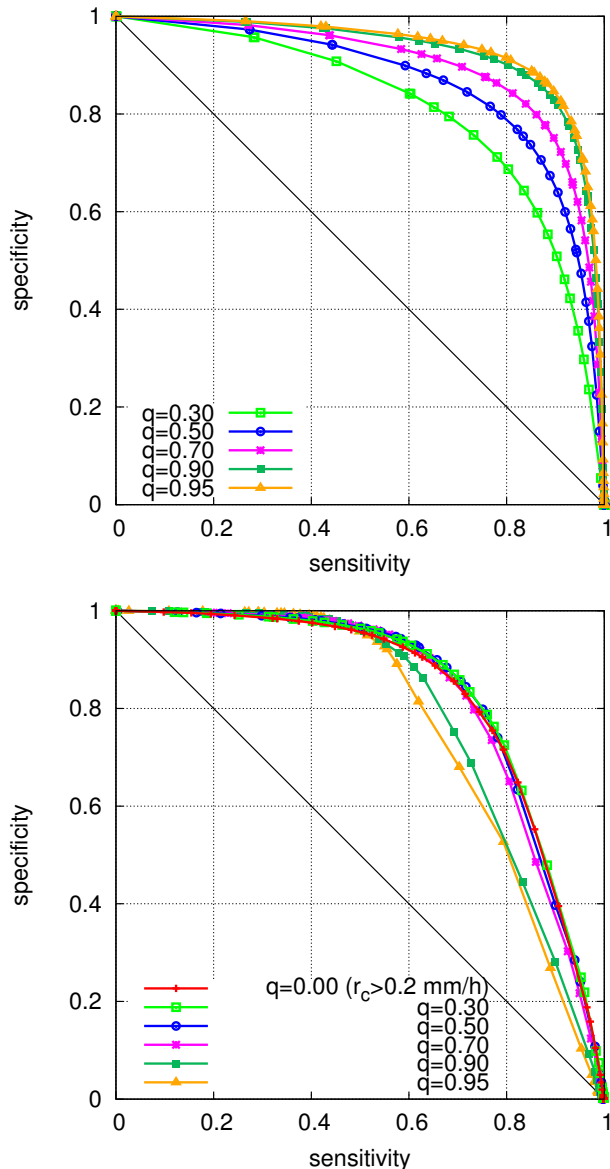 1
0.8
0.6
0.4
0.2
0
specificity
q=0.30
q=0.50
q=0.70
q=0.90
q=0.95
0 0.2 0.4 0.6 0.8 1
sensitivity
1
0.8
0.6
0.4
0.2
0
specificity
q=0.00 (r_c>0.2 mm/h)
q=0.30
q=0.50
q=0.70
q=0.90
q=0.95
0 0.2 0.4 0.6 0.8 1
sensitivity